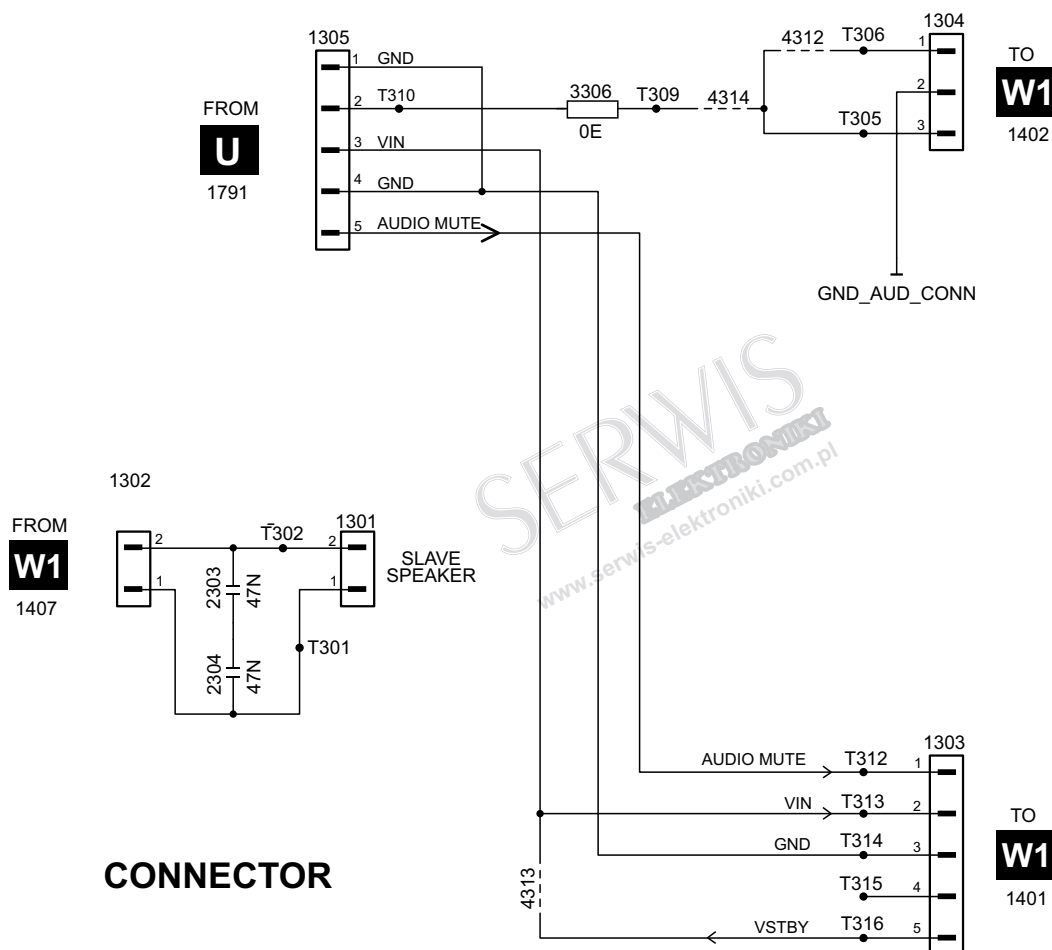 1305
1 GND
FROM
U
1791
2 T310
3306
0E
T309
4314
3 VIN
4 GND
5 AUDIO MUTE
4312
T306
1304
1
2
3
T305
TO
W1
1402
GND_AUD_CONN
SERWIS
ELEKTRONIKI
www.serwis-elektroniki.com.pl
1302
FROM
W1
1407
2
1
T302
1301
2
1
SLAVE
SPEAKER
2303
47N
2304
47N
T301
1303
AUDIO MUTE T312 1
VIN T313 2
GND T314 3
T315 4
VSTBY T316 5
4313
TO
W1
1401
CONNECTOR